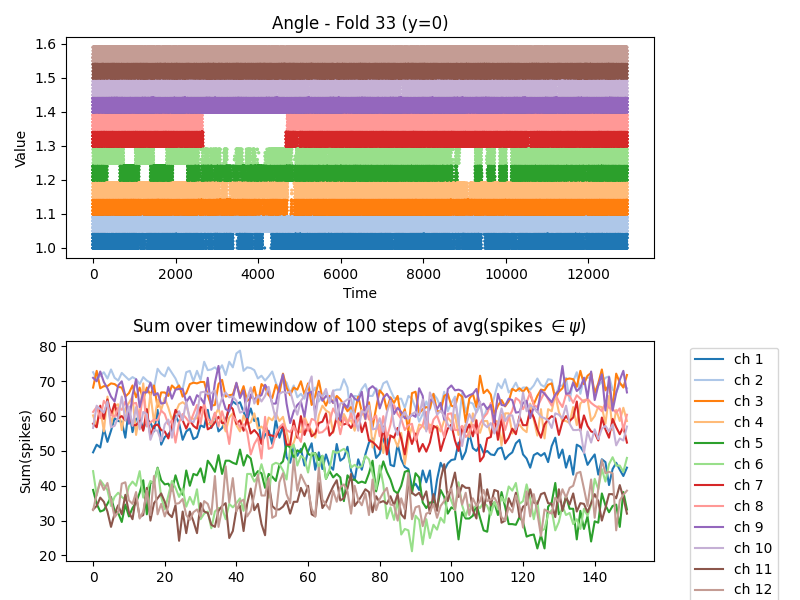 Angle - Fold 33 (y=0)
1.6
1.5
1.4
1.3
1.2
1.1
1.0
Value
0 2000 4000 6000 8000 10000 12000
Time
Sum over timewindow of 100 steps of avg(spikes ∈ψ)
80
70
60
50
40
30
20
Sum(spikes)
0 20 40 60 80 100 120 140
ch 1
ch 2
ch 3
ch 4
ch 5
ch 6
ch 7
ch 8
ch 9
ch 10
ch 11
ch 12